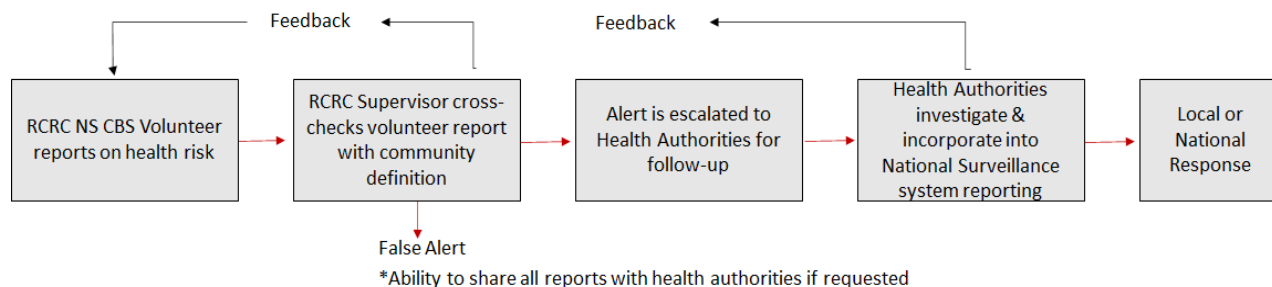 Feedback
Feedback
RCRC NS CBS Volunteer
reports on health risk
RCRC Supervisor cross-
checks volunteer report
with community
definition
Alert is escalated to
Health Authorities for
follow-up
Health Authorities
investigate &
incorporate into
National Surveillance
system reporting
Local or
National
Response
False Alert
*Ability to share all reports with health authorities if requested